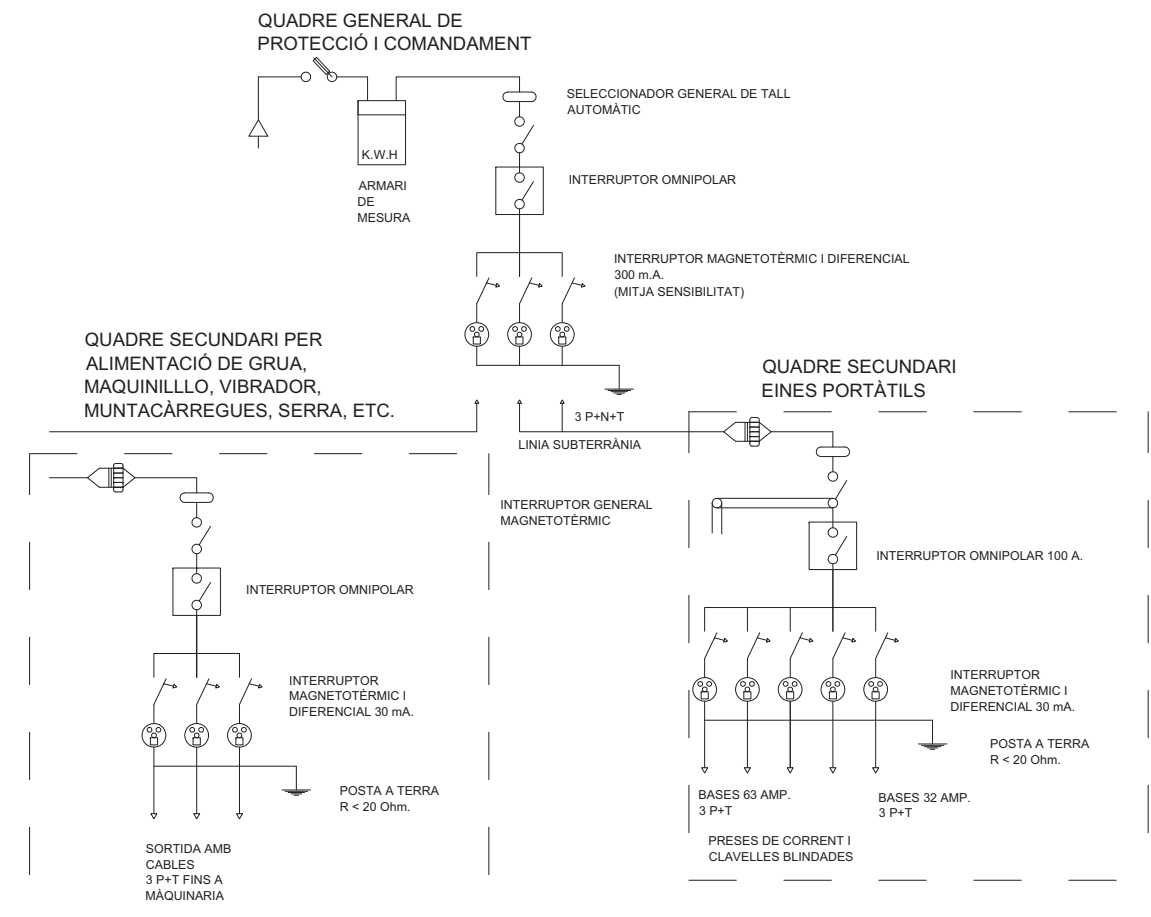 QUADRE GENERAL DE
PROTECCIÓ I COMANDAMENT
SELECCIONADOR GENERAL DE TALL
AUTOMÀTIC
K.W.H
INTERRUPTOR OMNIPOLAR
ARMARI
DE
MESURA
INTERRUPTOR MAGNETOTÈRMIC I DIFERENCIAL
300 m.A.
(MITJA SENSIBILITAT)
QUADRE SECUNDARI PER
ALIMENTACIÓ DE GRUA,
MAQUINILLLO, VIBRADOR,
MUNTACÀRREGUES, SERRA, ETC.
QUADRE SECUNDARI
EINES PORTÀTILS
3 P+N+T
LINIA SUBTERRÀNIA
INTERRUPTOR GENERAL
MAGNETOTÈRMIC
INTERRUPTOR OMNIPOLAR 100 A.
INTERRUPTOR OMNIPOLAR
INTERRUPTOR
MAGNETOTÈRMIC I
DIFERENCIAL 30 mA.
INTERRUPTOR
MAGNETOTÈRMIC I
DIFERENCIAL 30 mA.
POSTA A TERRA
R < 20 Ohm.
POSTA A TERRA
R < 20 Ohm.
BASES 63 AMP.
3 P+T
BASES 32 AMP.
3 P+T
PRESES DE CORRENT I
CLAVELLES BLINDADES
SORTIDA AMB
CABLES
3 P+T FINS A
MÀQUINARIA